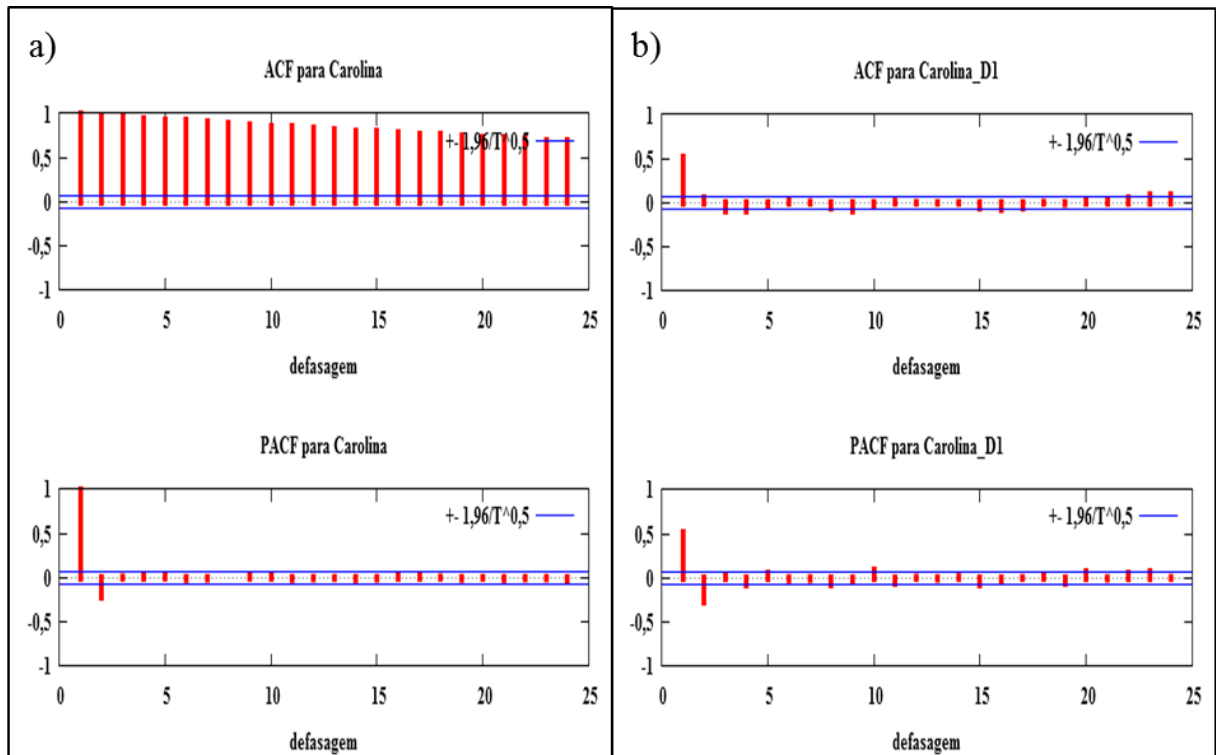 a)
ACF para Carolina
1
0,5
0
-0,5
-1
+- 1,96/T^0,5
0 5 10 15 20 25
defasagem
PACF para Carolina
1
0,5
0
-0,5
-1
+- 1,96/T^0,5
0 5 10 15 20 25
defasagem
b)
ACF para Carolina_D1
1
0,5
0
-0,5
-1
+- 1,96/T^0,5
0 5 10 15 20 25
defasagem
PACF para Carolina_D1
1
0,5
0
-0,5
-1
+- 1,96/T^0,5
0 5 10 15 20 25
defasagem